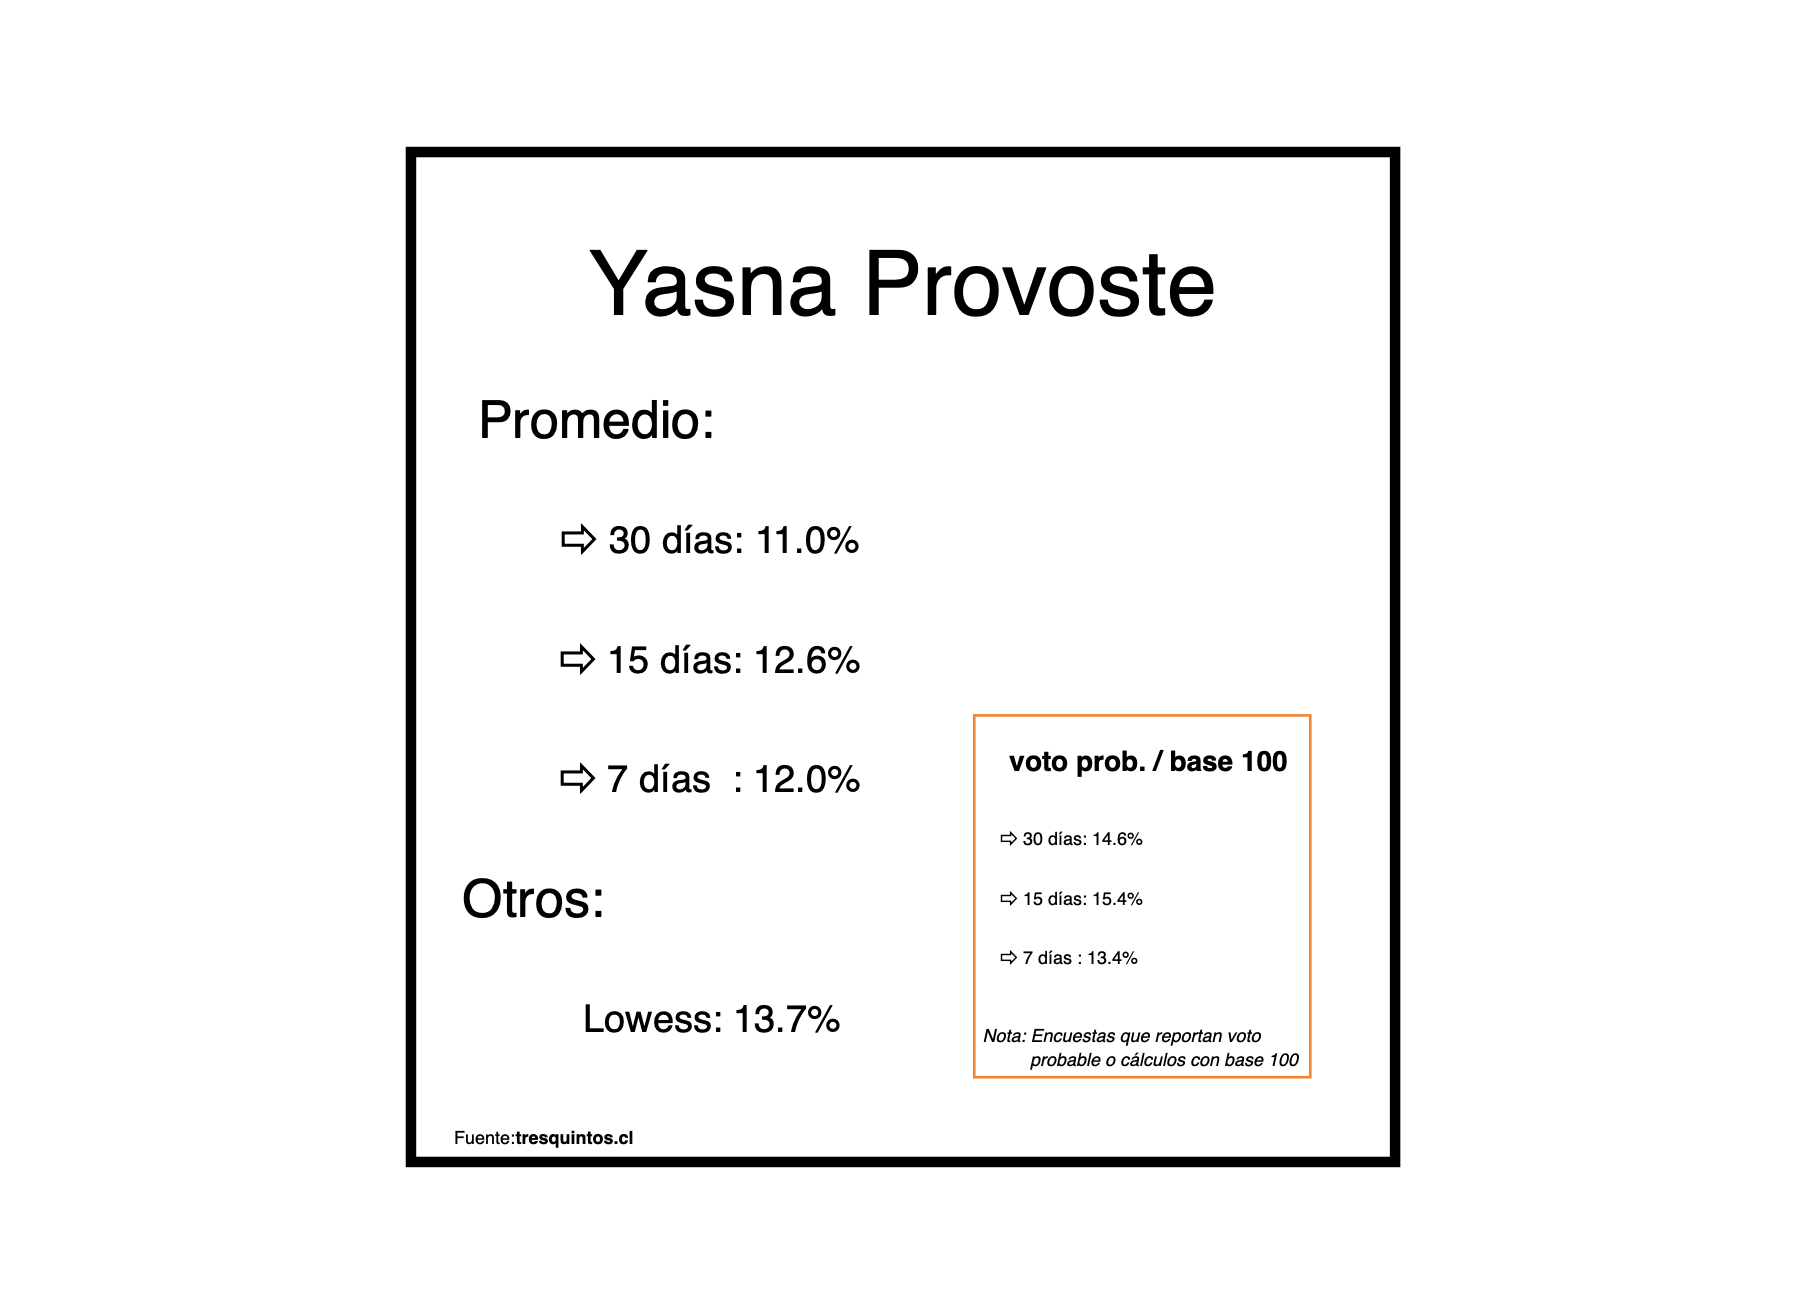 Yasna Provoste
Promedio:
⇨ 30 días: 11.0%
⇨ 15 días: 12.6%
⇨ 7 días  : 12.0%
Otros:
Lowess: 13.7%
voto prob. / base 100
⇨ 30 días: 14.6%
⇨ 15 días: 15.4%
⇨ 7 días : 13.4%
Nota: Encuestas que reportan voto
probable o cálculos con base 100
Fuente:tresquintos.cl